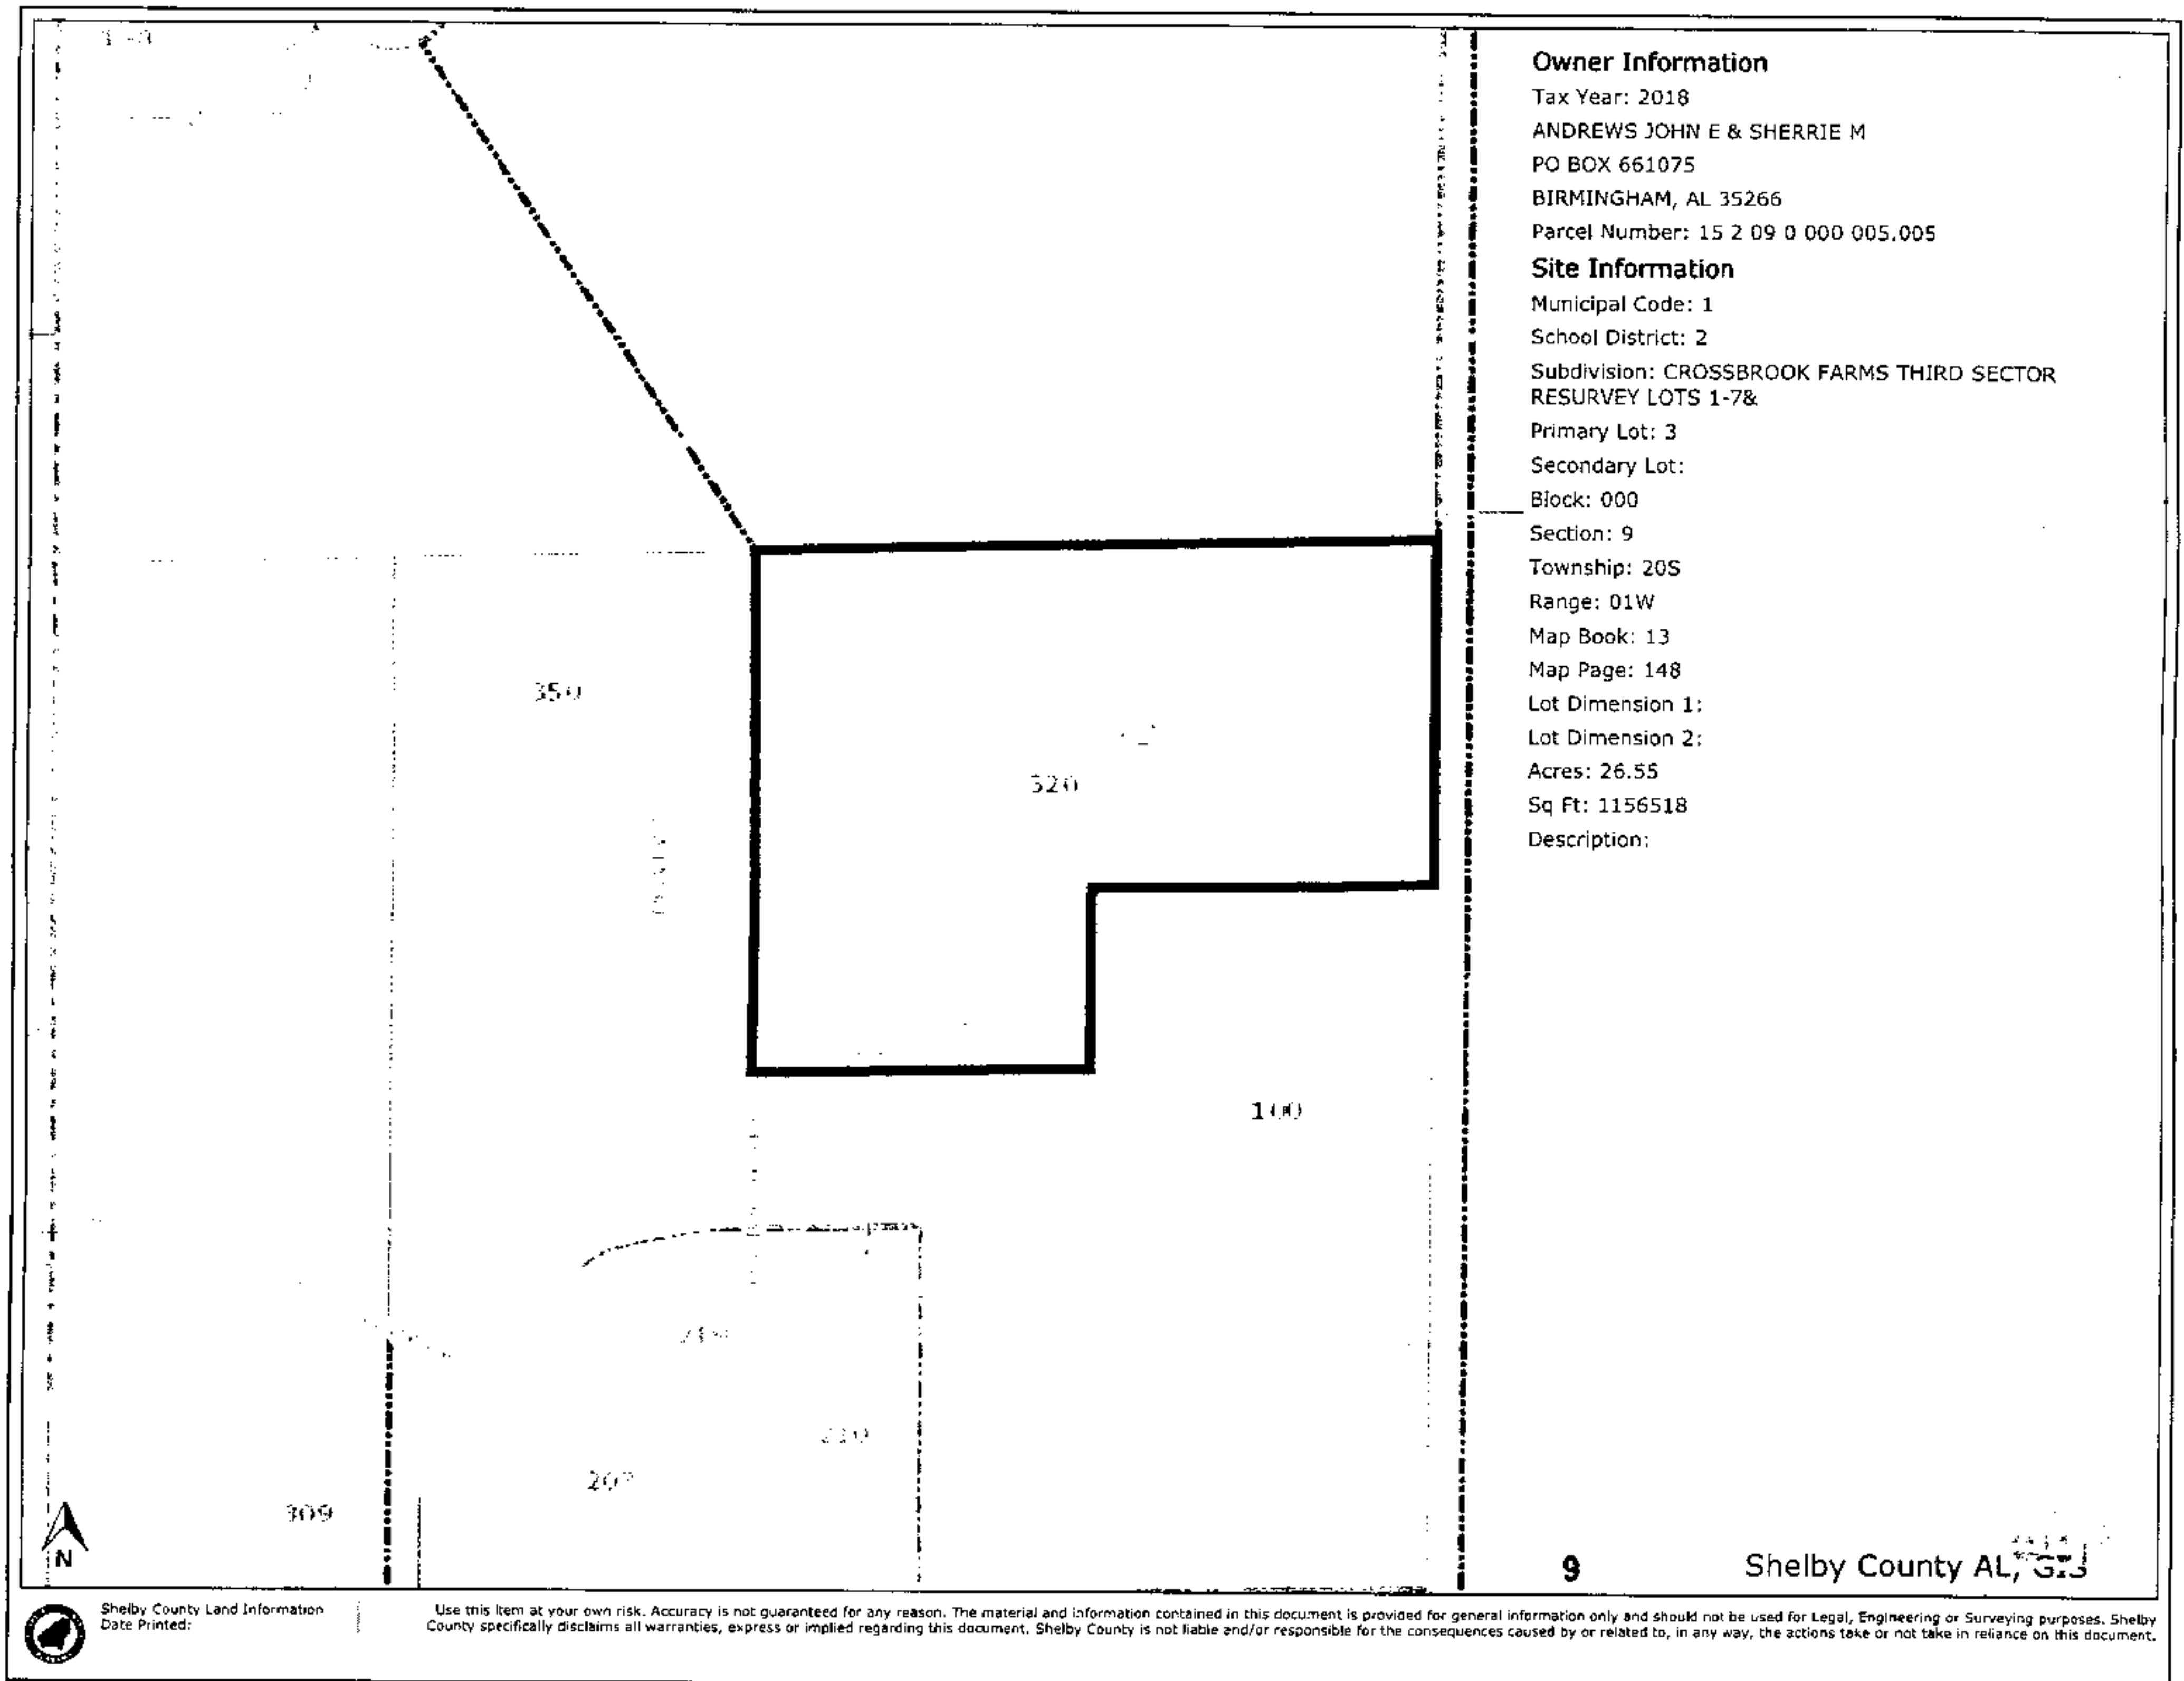 Owner Information
Tax Year: 2018
ANDREWS JOHN E & SHERRIE M
PO BOX 661075
BIRMINGHAM, AL 35266
Parcel Number: 15 2 09 0 000 005.005
Site Information
Municipal Code: 1
School District: 2
Subdivision: CROSSBROOK FARMS THIRD SECTOR
RESURVEY LOTS 1-7&
Primary Lot: 3
Secondary Lot:
Block: 000
Section: 9
Township: 20S
Range: 01W
Map Book: 13
Map Page: 148
Lot Dimension 1:
Lot Dimension 2:
Acres: 26.55
Sq Ft: 1156518
Description:
350
100
309
N
9
Shelby County AL, GIS
Shelby County Land Information
Date Printed:
Use this item at your own risk. Accuracy is not guaranteed for any reason. The material and information contained in this document is provided for general information only and should not be used for Legal, Engineering or Surveying purposes. Shelby
County specifically disclaims all warranties, express or implied regarding this document. Shelby County is not liable and/or responsible for the consequences caused by or related to, in any way, the actions take or not take in reliance on this document.